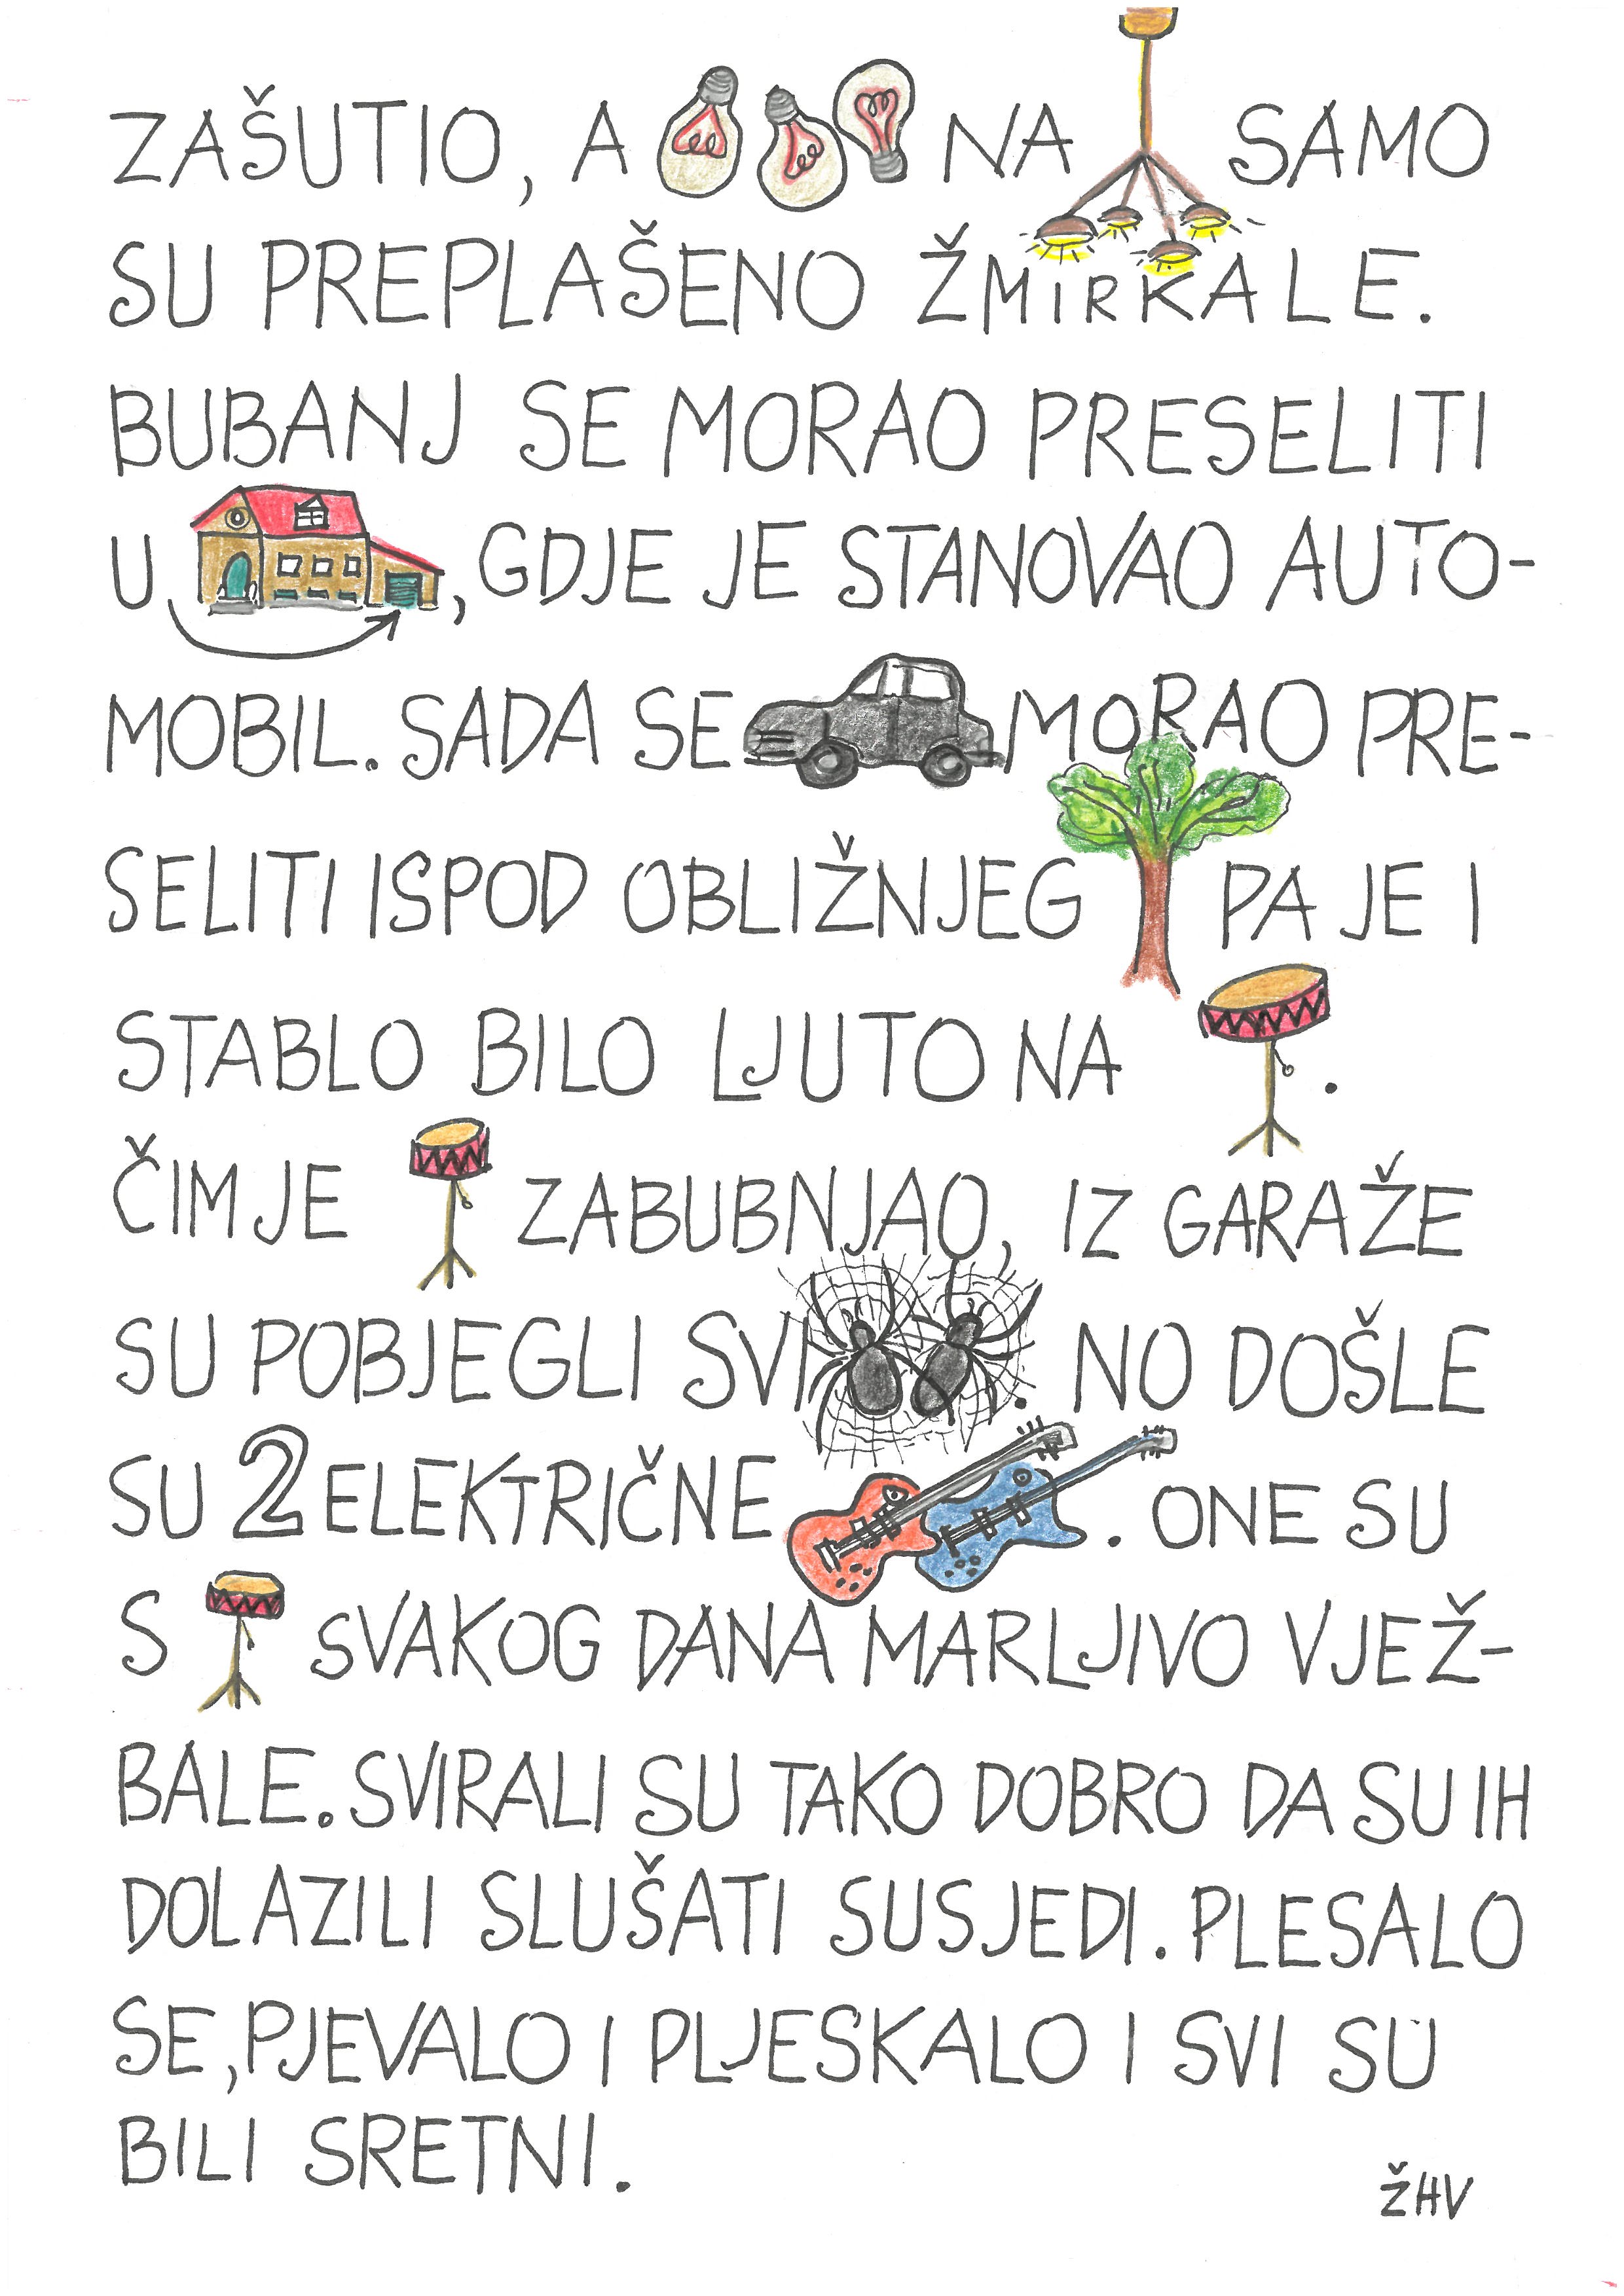 ZAŠUTIO, A NA SAMO
SU PREPLAŠENO ŽMIRKALE.
BUBANJ SE MORAO PRESELITI
U , GDJE JE STANOVAO AUTO-
MOBIL. SADA SE MORAO PRE-
SELITI ISPOD OBLIŽNJEG PA JE I
STABLO BILO LJUTO NA .
ČIM JE ZABUBNJAO, IZ GARAŽE
SU POBJEGLI SVI . NO DOŠLE
SU 2 ELEKTRIČNE . ONE SU
S SVAKOG DANA MARLJIVO VJEŽ-
BALE. SVIRALI SU TAKO DOBRO DA SU IH
DOLAZILI SLUŠATI SUSJEDI. PLESALO
SE, PJEVALO I PLJESKALO I SVI SU
BILI SRETNI.
ŽHV